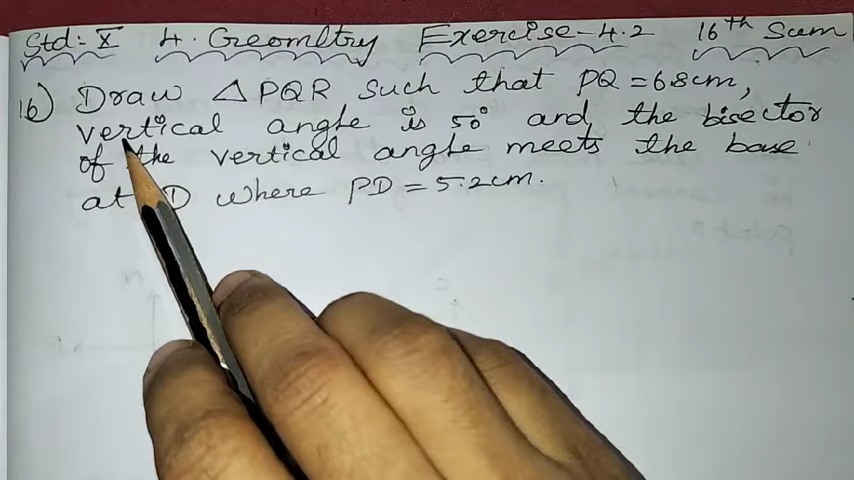 Std: X 4. Geometry Exercise-4.2 16th Sum
16) Draw △PQR such that PQ = 6.8cm,
vertical angle is 50° and the bisector
of the vertical angle meets the base
at D where PD = 5.2cm.